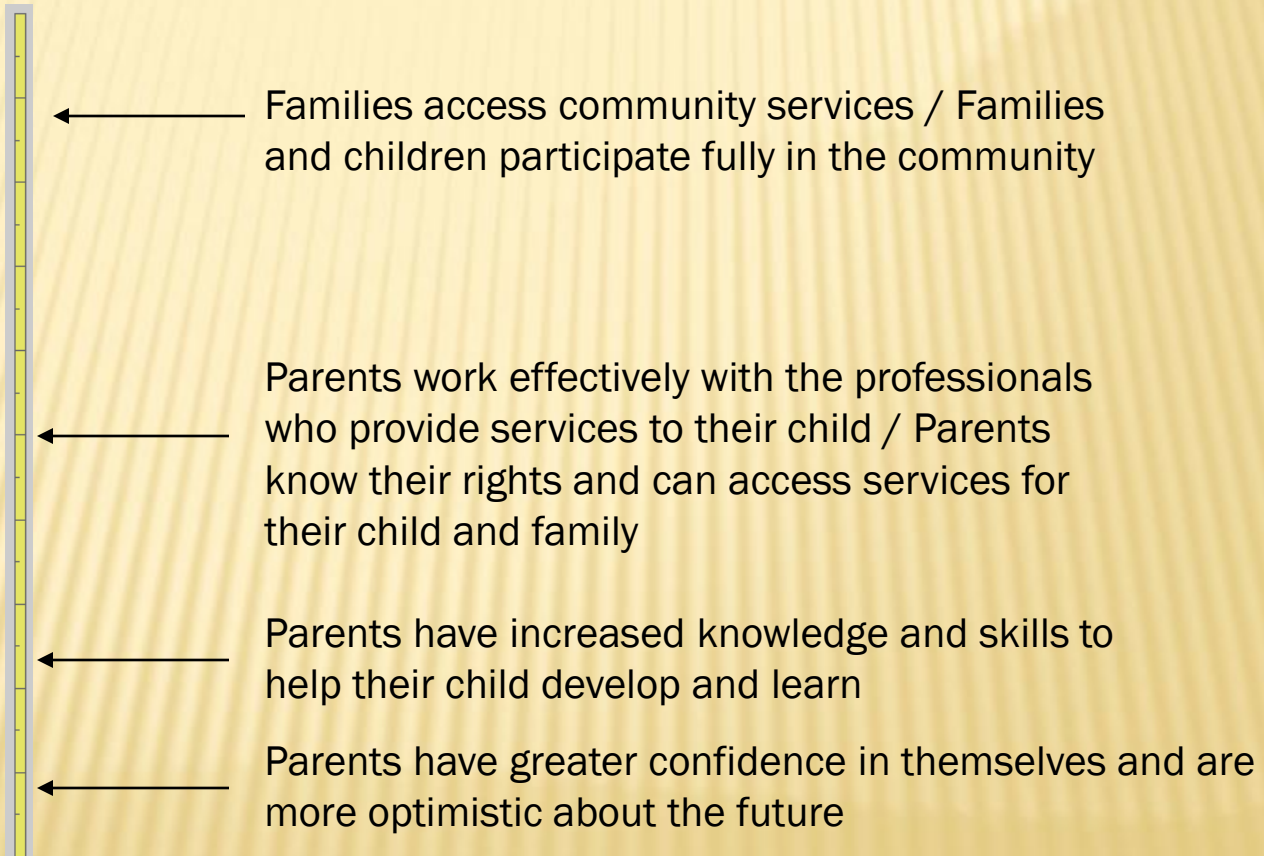 Families access community services / Families
and children participate fully in the community
Parents work effectively with the professionals
who provide services to their child / Parents
know their rights and can access services for
their child and family
Parents have increased knowledge and skills to
help their child develop and learn
Parents have greater confidence in themselves and are
more optimistic about the future